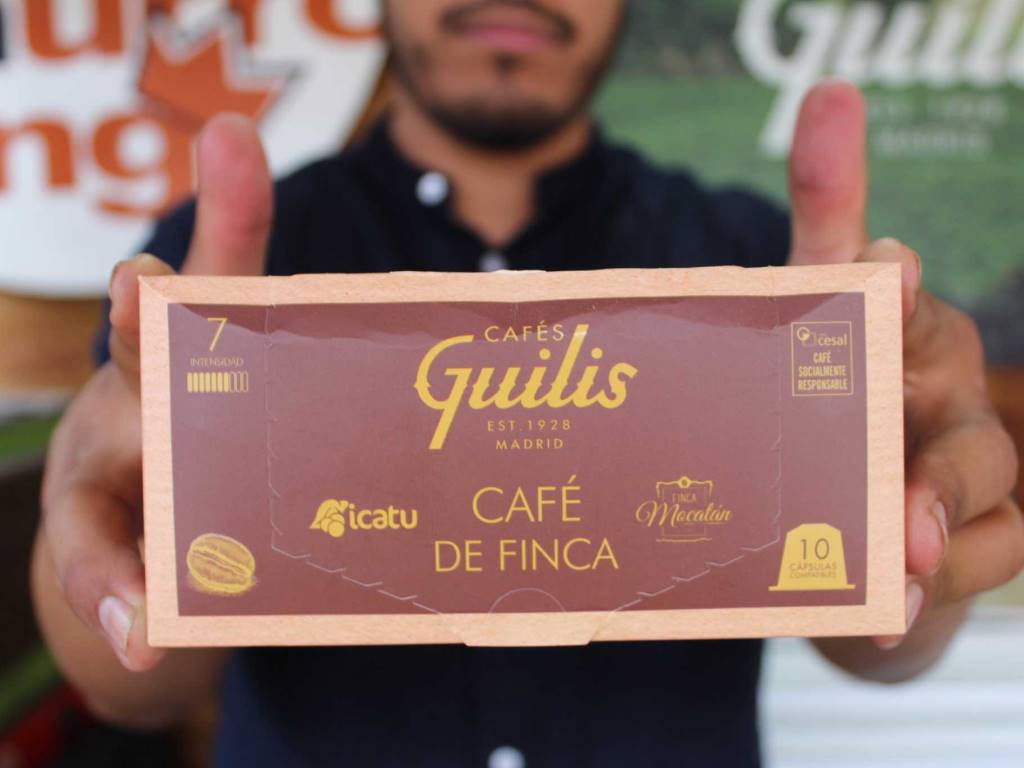 Guili
MADRID
7
INTENSIDAD
CAFÉS
Guilis
EST. 1928
MADRID
cesal
CAFÉ
SOCIALMENTE
RESPONSABLE
icatu
CAFÉ
DE FINCA
FINCA
Mocatán
10
CÁPSULAS
COMPATIBLES